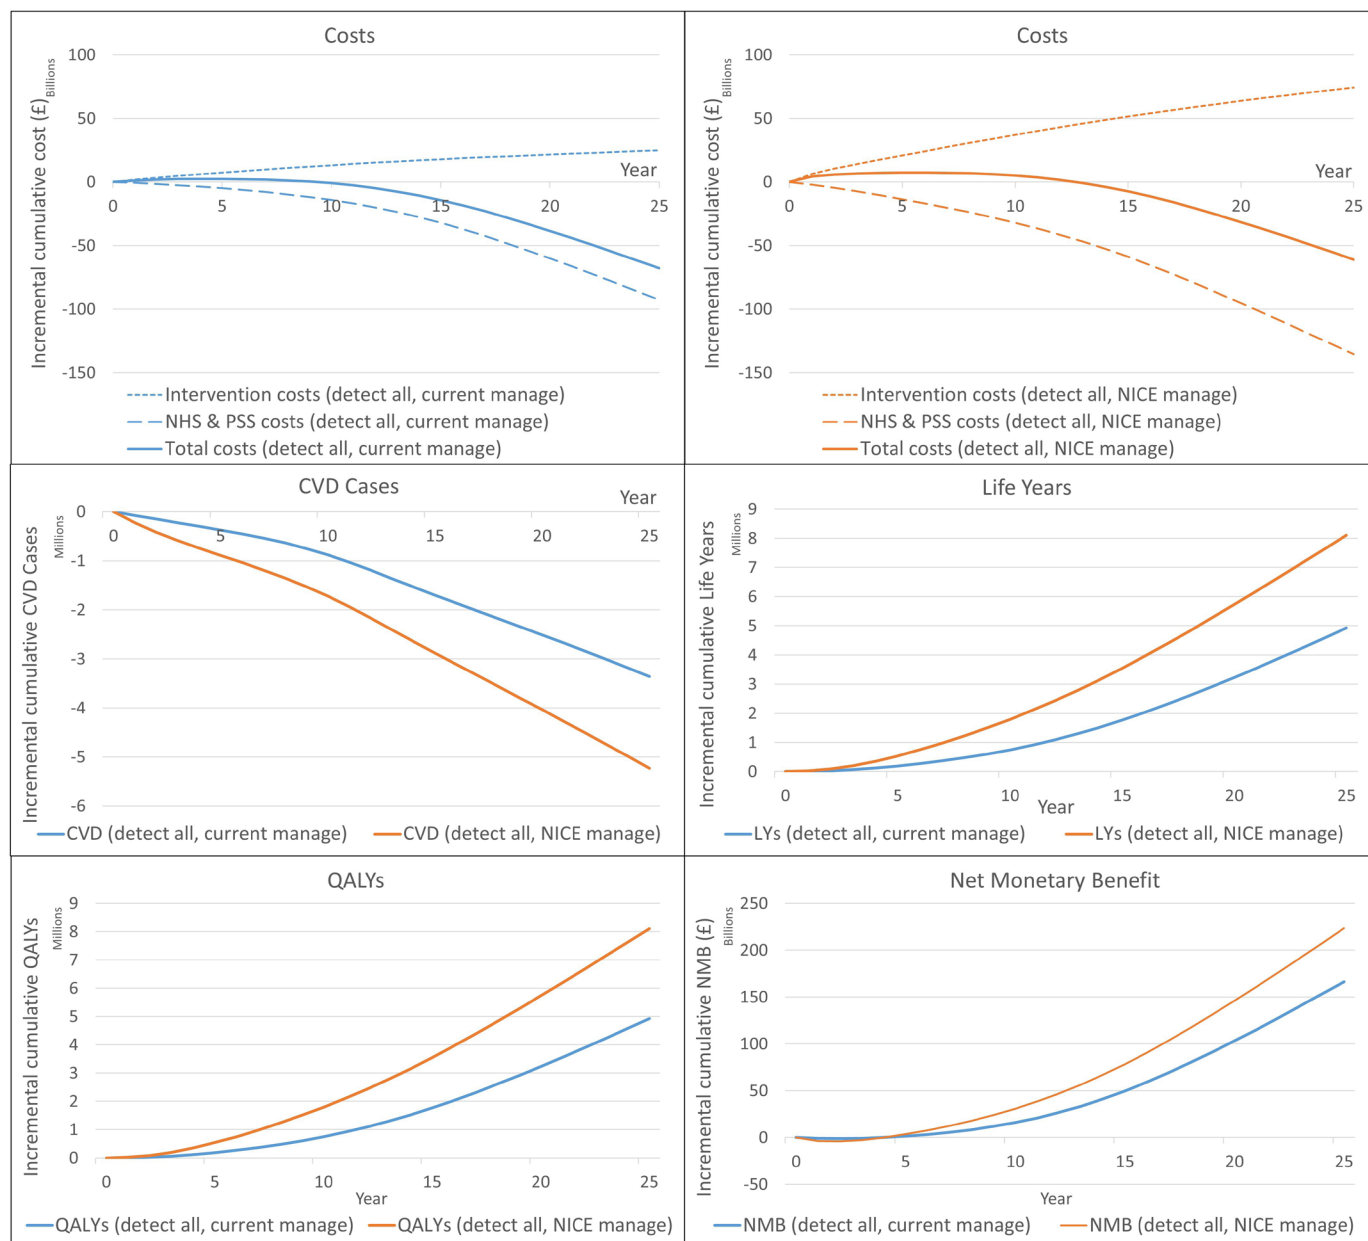 Costs
Incremental cumulative cost (£)
Billions
100
50
0
-50
-100
-150
Year
0 5 10 15 20 25
Intervention costs (detect all, current manage)
NHS & PSS costs (detect all, current manage)
Total costs (detect all, current manage)
Costs
Incremental cumulative cost (£)
Billions
100
50
0
-50
-100
-150
Year
0 5 10 15 20 25
Intervention costs (detect all, NICE manage)
NHS & PSS costs (detect all, NICE manage)
Total costs (detect all, NICE manage)
CVD Cases
Incremental cumulative CVD Cases
Millions
Year
0
-1
-2
-3
-4
-5
-6
0 5 10 15 20 25
CVD (detect all, current manage) CVD (detect all, NICE manage)
Life Years
Incremental cumulative Life Years
Millions
9
8
7
6
5
4
3
2
1
0
0 5 10 15 20 25
Year
LYs (detect all, current manage) LYs (detect all, NICE manage)
QALYs
Incremental cumulative QALYs
Millions
9
8
7
6
5
4
3
2
1
0
0 5 10 15 20 25
Year
QALYs (detect all, current manage) QALYs (detect all, NICE manage)
Net Monetary Benefit
Incremental cumulative NMB (£)
Billions
250
200
150
100
50
0
-50
0 5 10 15 20 25
Year
NMB (detect all, current manage) NMB (detect all, NICE manage)